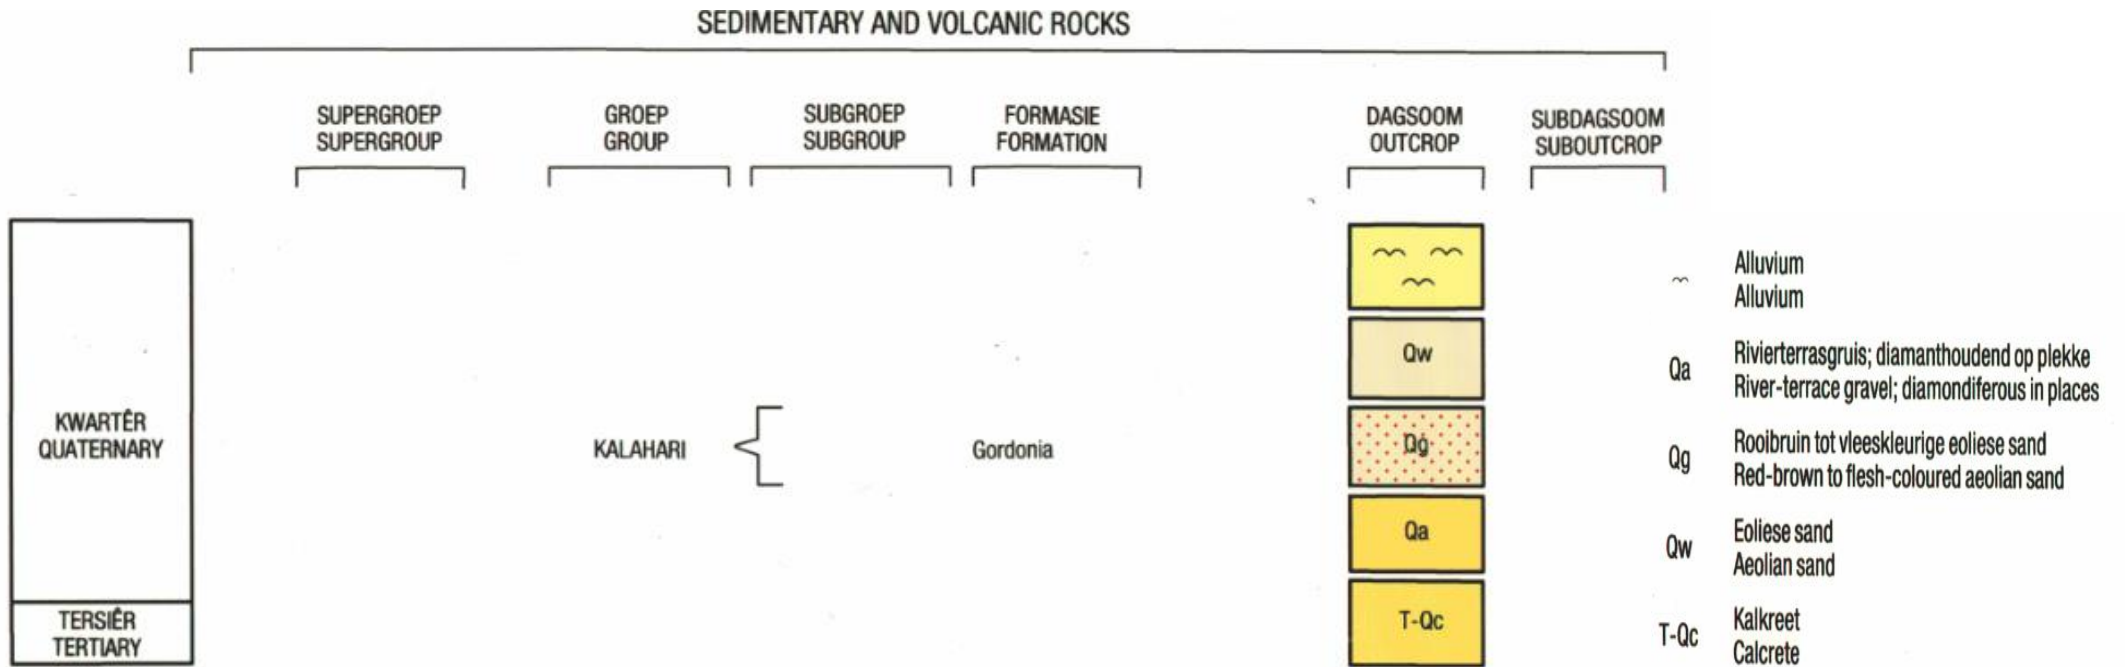 SEDIMENTARY AND VOLCANIC ROCKS
SUPERGROEP
SUPERGROUP
GROEP
GROUP
SUBGROEP
SUBGROUP
FORMASIE
FORMATION
DAGSOOM
OUTCROP
SUBDAGSOOM
SUBOUTCROP
KWARTÊR
QUATERNARY
TERSIÊR
TERTIARY
KALAHARI
Gordonia
Qw
Qg
Qa
T-Qc
Alluvium
Alluvium
Qa
Rivierterrasgruis; diamanthoudend op plekke
River-terrace gravel; diamondiferous in places
Qg
Rooibruin tot vleeskleurige eoliese sand
Red-brown to flesh-coloured aeolian sand
Qw
Eoliese sand
Aeolian sand
T-Qc
Kalkreet
Calcrete